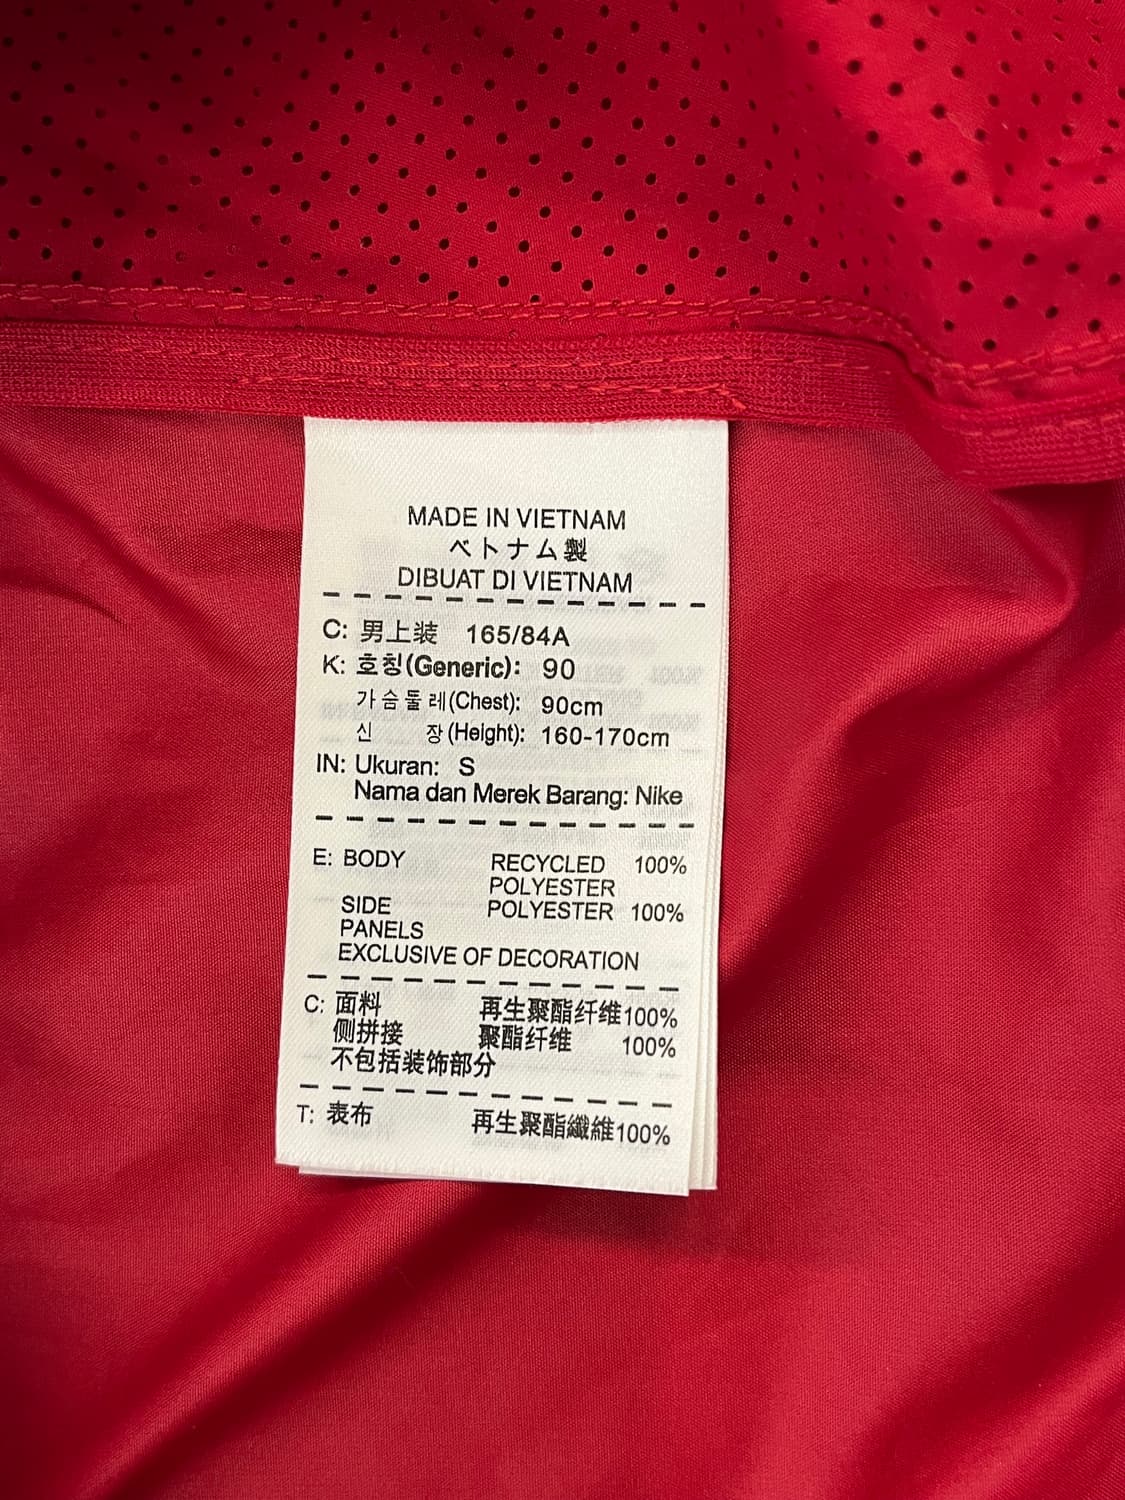 MADE IN VIETNAM
ベトナム製
DIBUAT DI VIETNAM
C: 男上装 165/84A
K: 호칭(Generic): 90
가슴둘레(Chest): 90cm
신 장(Height): 160-170cm
IN: Ukuran: S
Nama dan Merek Barang: Nike
E: BODY RECYCLED 100%
POLYESTER
SIDE POLYESTER 100%
PANELS
EXCLUSIVE OF DECORATION
C: 面料 再生聚酯纤维100%
侧拼接 聚酯纤维 100%
不包括装饰部分
T: 表布 再生聚酯纖維100%